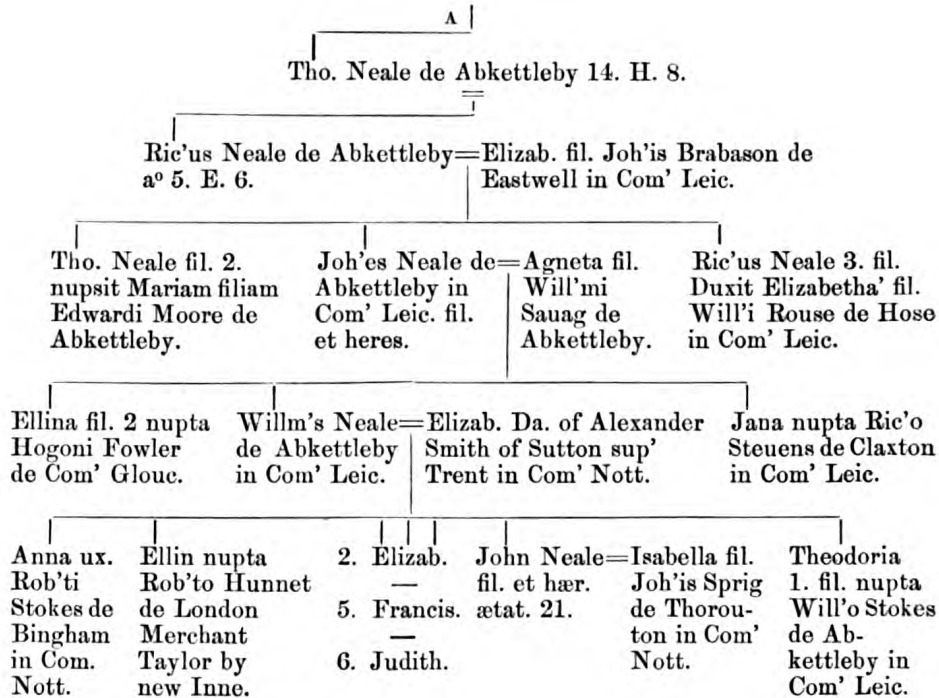 A
Tho. Neale de Abkettleby 14. H. 8.
Ric'us Neale de Abkettleby=Elizab. fil. Joh'is Brabason de
aº 5. E. 6.
Eastwell in Com' Leic.
Tho. Neale fil. 2.
nupsit Mariam filiam
Edwardi Moore de
Abkettleby.
Joh'es Neale de=Agneta fil.
Abkettleby in
Com' Leic. fil.
et heres.
Will'mi
Sauag de
Abkettleby.
Ric'us Neale 3. fil.
Duxit Elizabetha' fil.
Will'i Rouse de Hose
in Com' Leic.
Ellina fil. 2 nupta
Hogoni Fowler
de Com' Glouc.
Willm's Neale=Elizab. Da. of Alexander
de Abkettleby
in Com' Leic.
Smith of Sutton sup'
Trent in Com' Nott.
Jana nupta Ric'o
Steuens de Claxton
in Com' Leic.
Anna ux.
Rob'ti
Stokes de
Bingham
in Com.
Nott.
Ellin nupta
Rob'to Hunnet
de London
Merchant
Taylor by
new Inne.
2. Elizab.
—
5. Francis.
—
6. Judith.
John Neale=Isabella fil.
fil. et hær.
ætat. 21.
Joh'is Sprig
de Thorou-
ton in Com'
Nott.
Theodoria
1. fil. nupta
Will'o Stokes
de Ab-
kettleby in
Com' Leic.